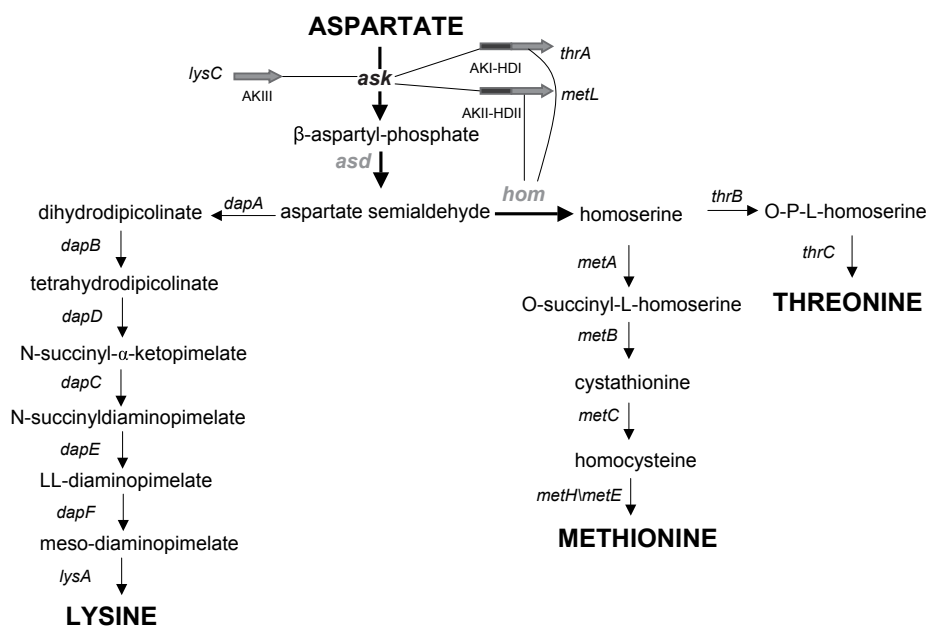 ASPARTATE
lysC
AKIII
ask
AKI-HDI
thrA
AKII-HDII
metL
β-aspartyl-phosphate
asd
hom
dihydrodipicolinate
dapA
aspartate semialdehyde
homoserine
thrB
O-P-L-homoserine
dapB
metA
thrC
tetrahydrodipicolinate
O-succinyl-L-homoserine
THREONINE
dapD
metB
N-succinyl-α-ketopimelate
cystathionine
dapC
metC
N-succinyldiaminopimelate
dapE
homocysteine
LL-diaminopimelate
metH\metE
dapF
METHIONINE
meso-diaminopimelate
lysA
LYSINE